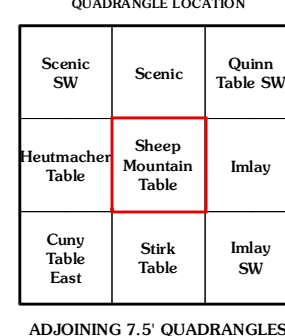 QUADRANGLE LOCATION
Scenic
SW
Scenic
Quinn
Table SW
Heutmacher
Table
Sheep
Mountain
Table
Imlay
Cuny
Table
East
Stirk
Table
Imlay
SW
ADJOINING 7.5' QUADRANGLES